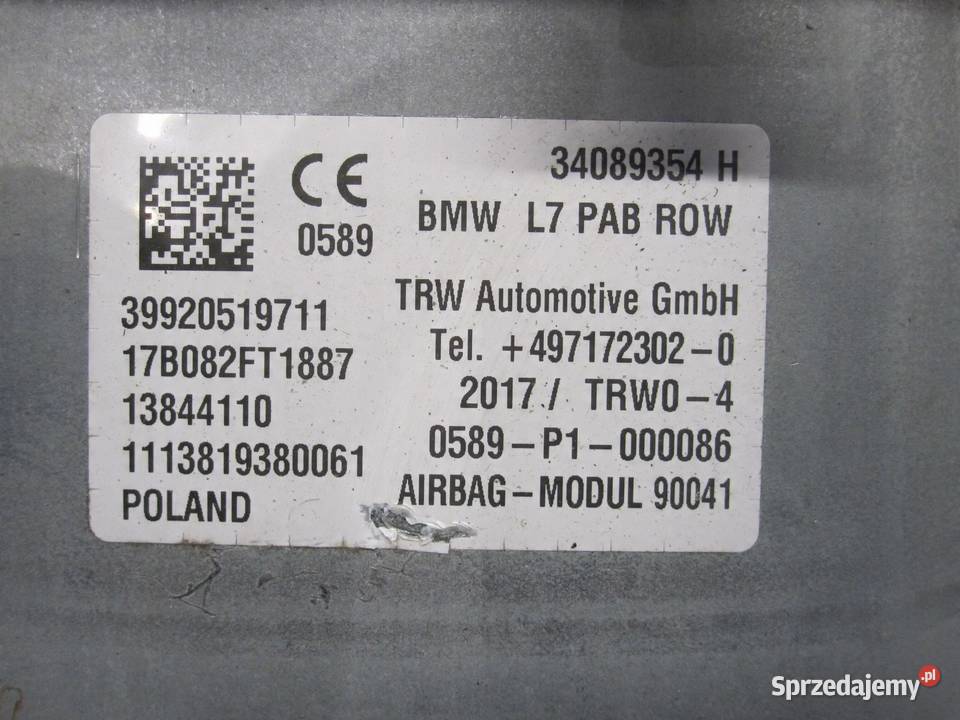 CE
0589
34089354 H
BMW L7 PAB ROW
39920519711
17B082FT1887
13844110
1113819380061
POLAND
TRW Automotive GmbH
Tel. +497172302-0
2017/ TRW0-4
0589-P1-000086
AIRBAG-MODUL 90041
Sprzedajemy.pl